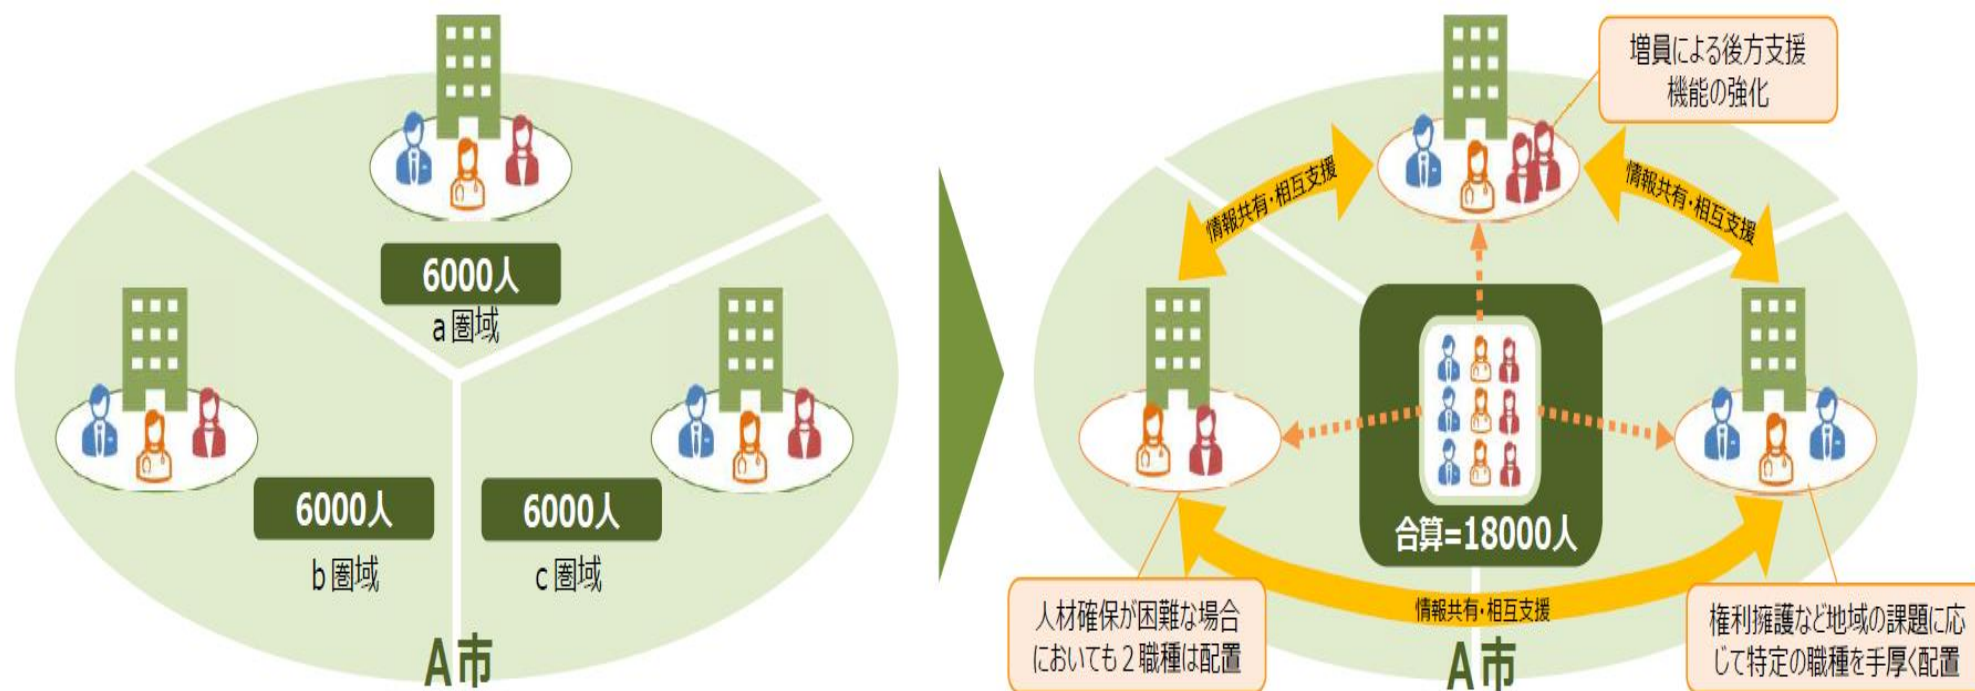 6000人
a圏域
6000人
b圏域
6000人
c圏域
A市
増員による後方支援
機能の強化
情報共有・相互支援
情報共有・相互支援
合算=18000人
情報共有・相互支援
人材確保が困難な場合
においても2職種は配置
権利擁護など地域の課題に応
じて特定の職種を手厚く配置
A市